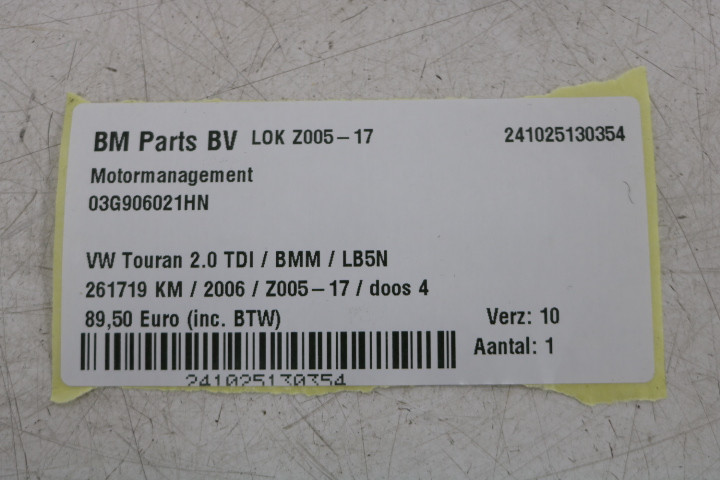 BM Parts BV LOK Z005-17 241025130354
Motormanagement
03G906021HN
VW Touran 2.0 TDI / BMM / LB5N
261719 KM / 2006 / Z005-17 / doos 4
89,50 Euro (inc. BTW) Verz: 10
Aantal: 1
241025130354